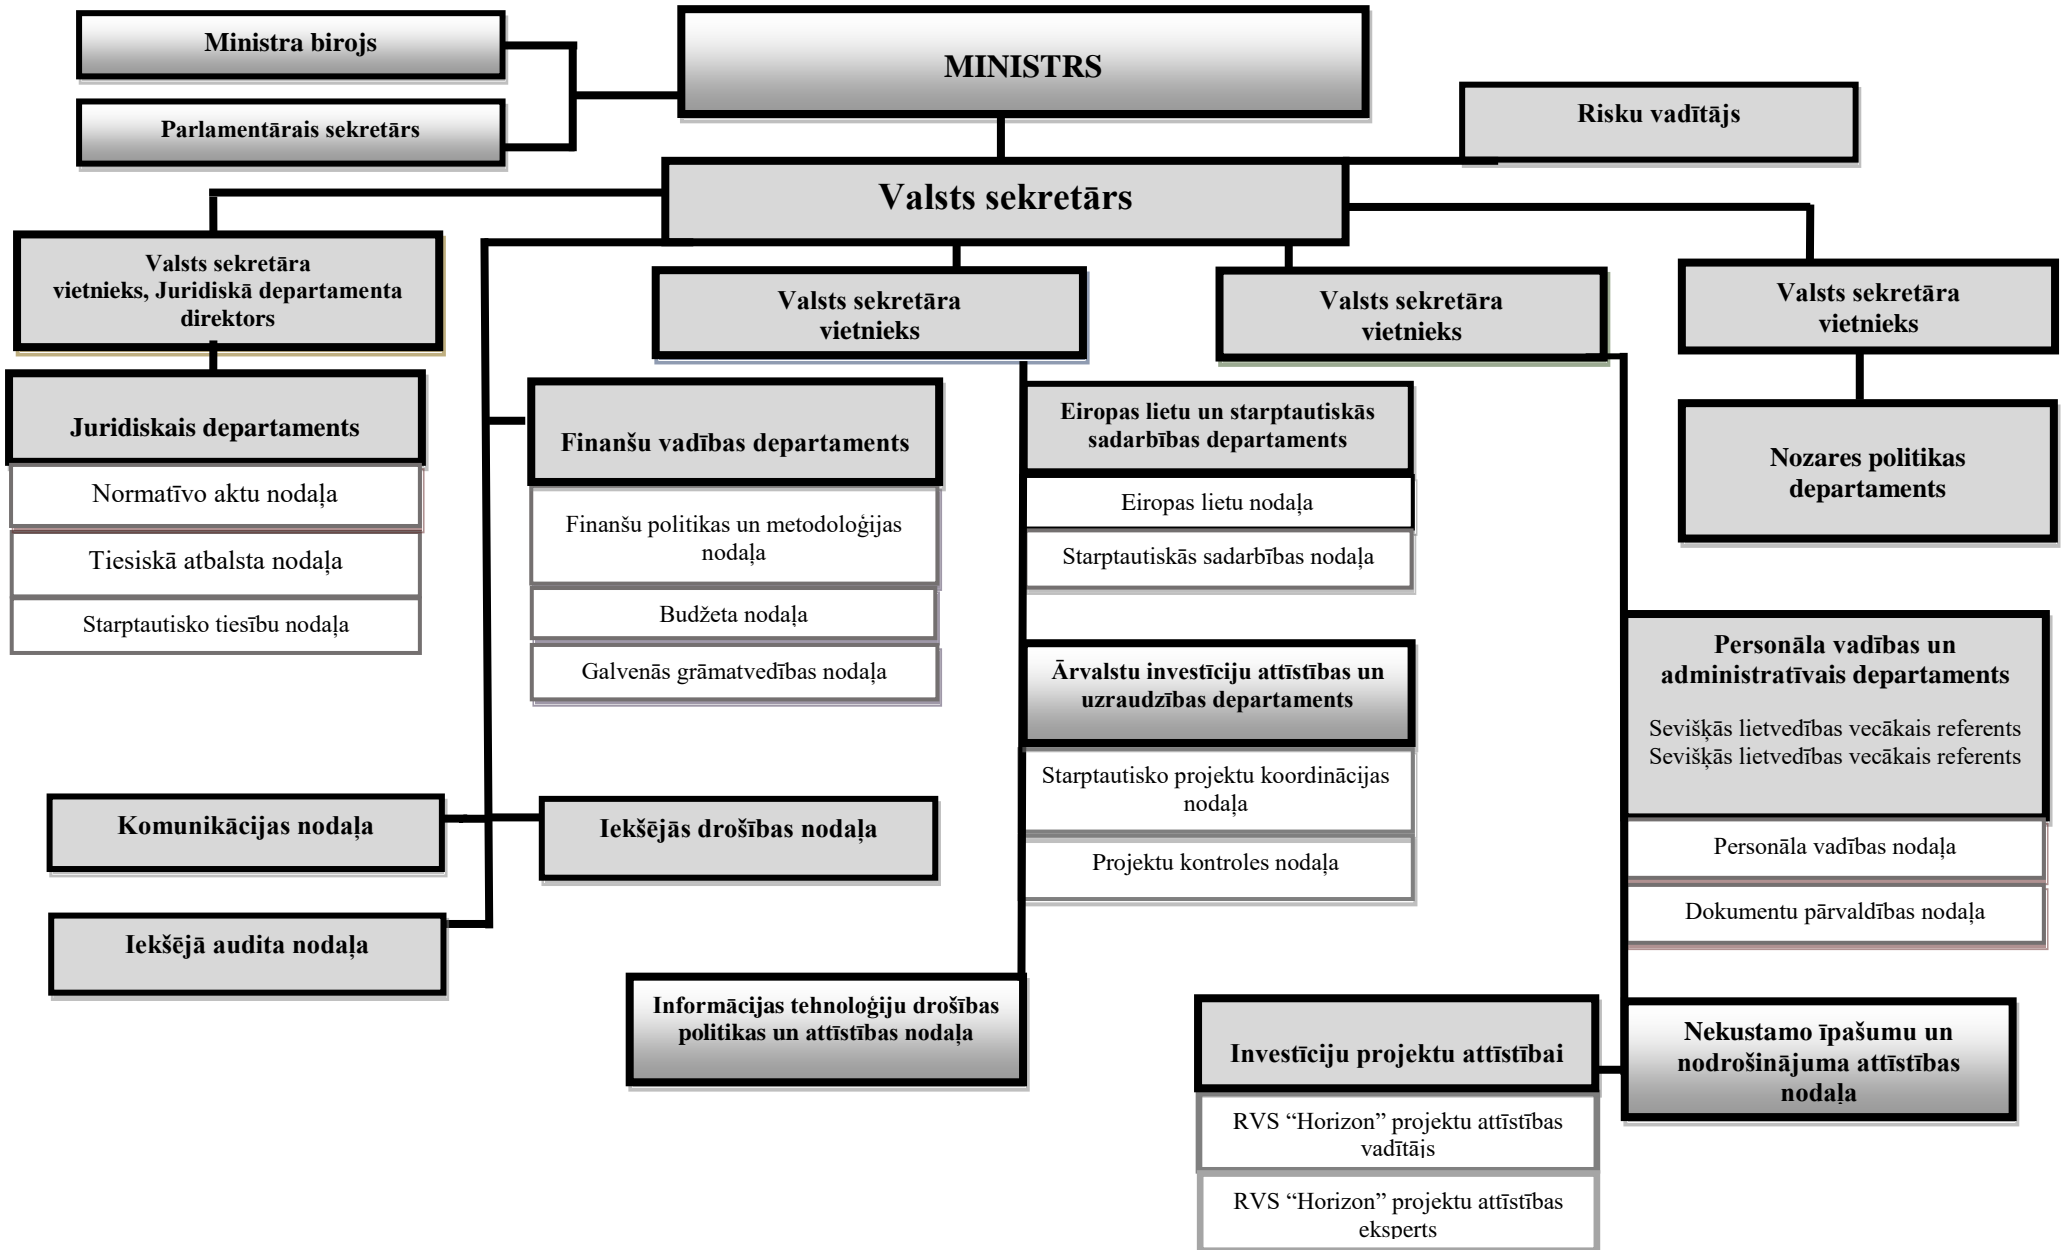 Ministra birojs
MINISTRS
Parlamentārais sekretārs
Risku vadītājs
Valsts sekretārs
Valsts sekretāra
vietnieks, Juridiskā departamenta
direktors
Valsts sekretāra
vietnieks
Valsts sekretāra
vietnieks
Valsts sekretāra
vietnieks
Juridiskais departaments
Normatīvo aktu nodaļa
Tiesiskā atbalsta nodaļa
Starptautisko tiesību nodaļa
Finanšu vadības departaments
Finanšu politikas un metodoloģijas
nodaļa
Budžeta nodaļa
Galvenās grāmatvedības nodaļa
Eiropas lietu un starptautiskās
sadarbības departaments
Eiropas lietu nodaļa
Starptautiskās sadarbības nodaļa
Ārvalstu investīciju attīstības un
uzraudzības departaments
Starptautisko projektu koordinācijas
nodaļa
Projektu kontroles nodaļa
Nozares politikas
departaments
Personāla vadības un
administratīvais departaments
Sevišķās lietvedības vecākais referents
Sevišķās lietvedības vecākais referents
Personāla vadības nodaļa
Dokumentu pārvaldības nodaļa
Komunikācijas nodaļa
Iekšējās drošības nodaļa
Iekšējā audita nodaļa
Informācijas tehnoloģiju drošības
politikas un attīstības nodaļa
Investīciju projektu attīstībai
RVS “Horizon” projektu attīstības
vadītājs
RVS “Horizon” projektu attīstības
eksperts
Nekustamo īpašumu un
nodrošinājuma attīstības
nodaļa